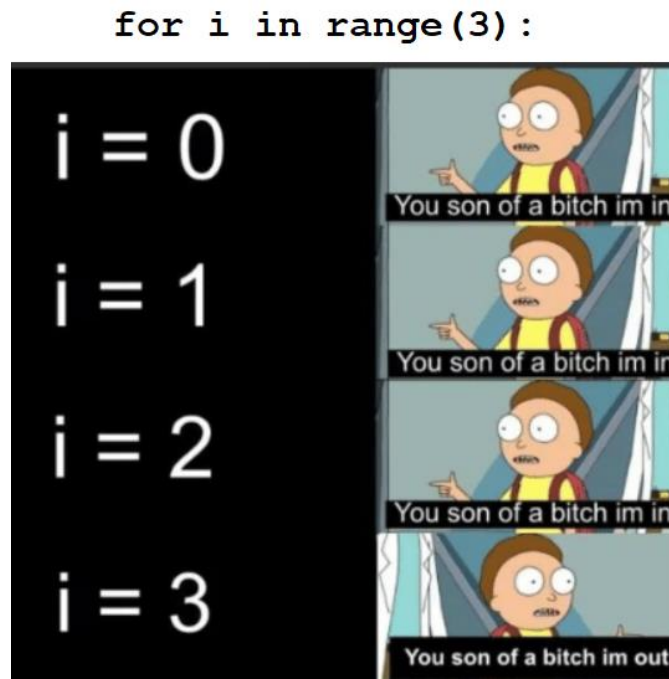 for i in range(3):
i = 0
You son of a bitch im in
i = 1
You son of a bitch im in
i = 2
You son of a bitch im in
i = 3
You son of a bitch im out